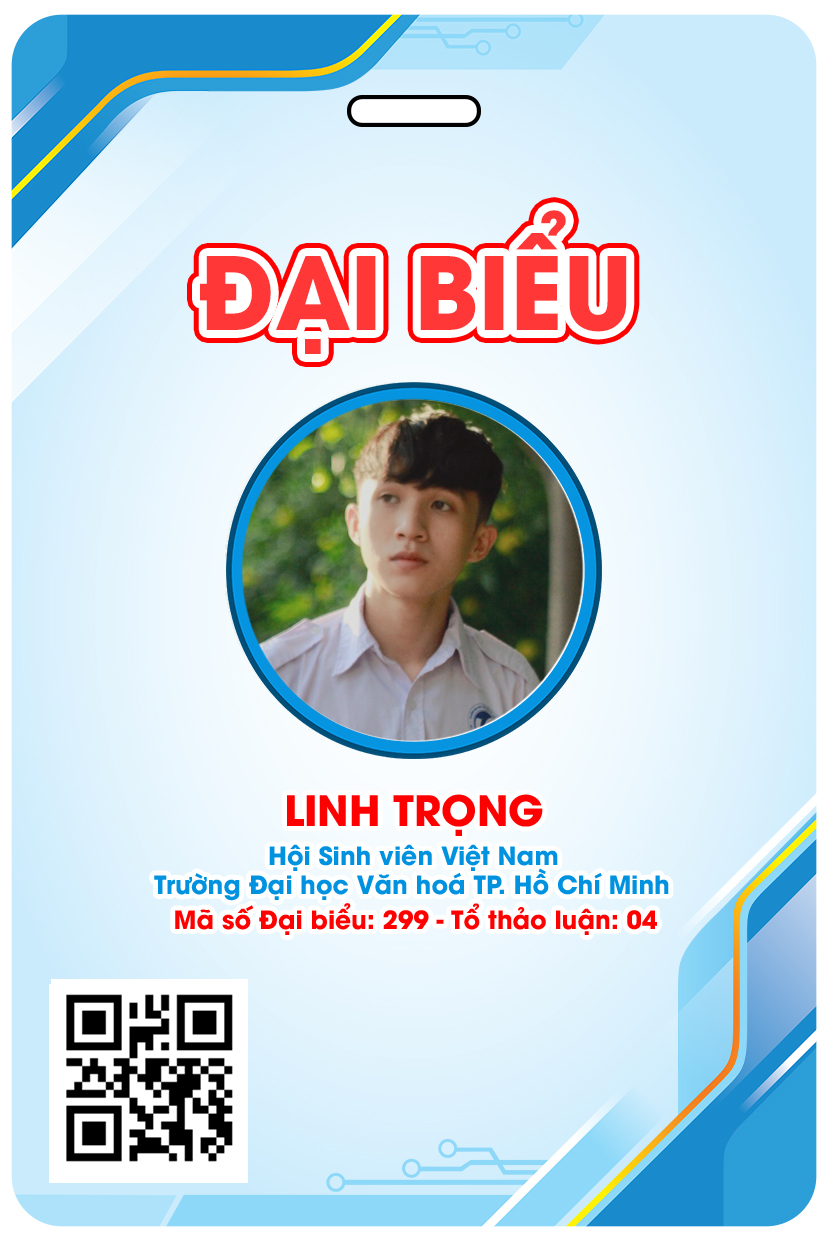 ĐẠI BIỂU
LINH TRỌNG
Hội Sinh viên Việt Nam
Trường Đại học Văn hoá TP. Hồ Chí Minh
Mã số Đại biểu: 299 - Tổ thảo luận: 04